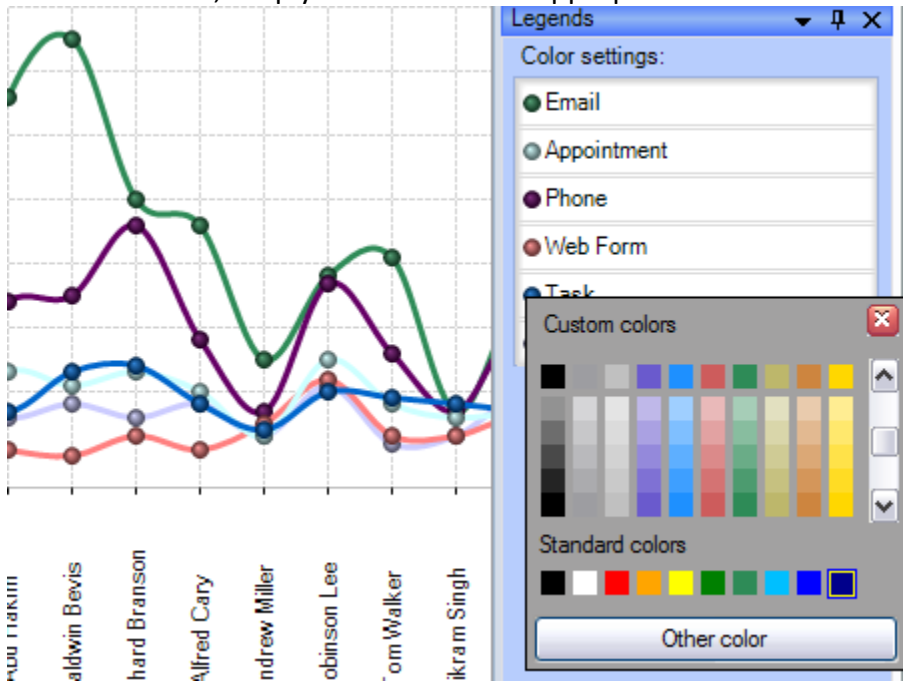 Legends
Color settings:
Email
Appointment
Phone
Web Form
Task
Custom colors
Standard colors
Other color
aldwin Bevis
hard Branson
Alfred Cary
ndrew Miller
obinson Lee
Tom Walker
ikram Singh